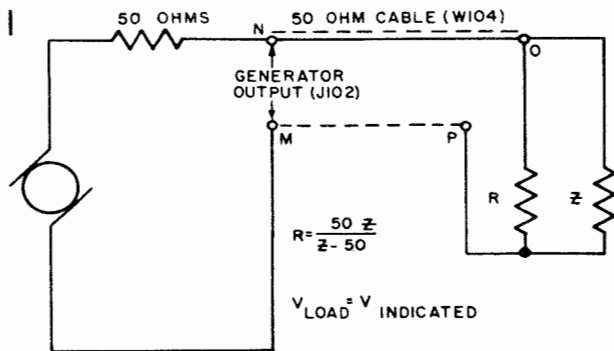 1
50 OHMS
N
50 OHM CABLE (W104)
O
GENERATOR
OUTPUT (J102)
M
P
R
Z
R = 50 Z / Z - 50
V LOAD = V INDICATED